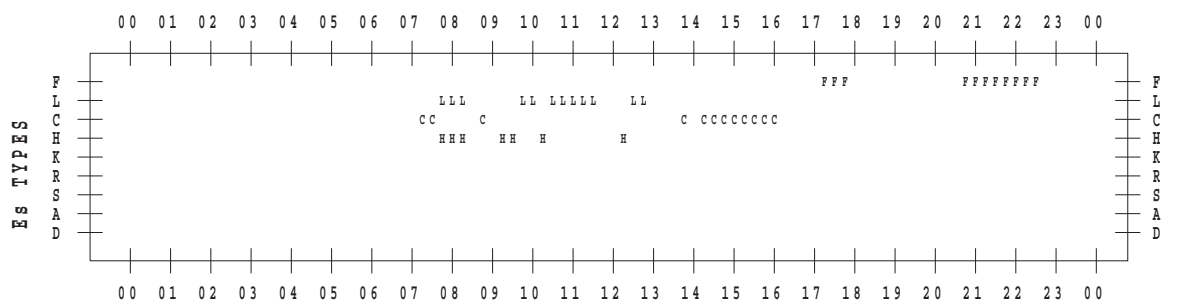 00 01 02 03 04 05 06 07 08 09 10 11 12 13 14 15 16 17 18 19 20 21 22 23 00
F FFF FFFFFFFF F
L LLL LL LLLLL LL L
C CC C C CCCCCCCC C
H HHH HH H H H
K K
R R
S S
A A
D D
Es TYPES
00 01 02 03 04 05 06 07 08 09 10 11 12 13 14 15 16 17 18 19 20 21 22 23 00